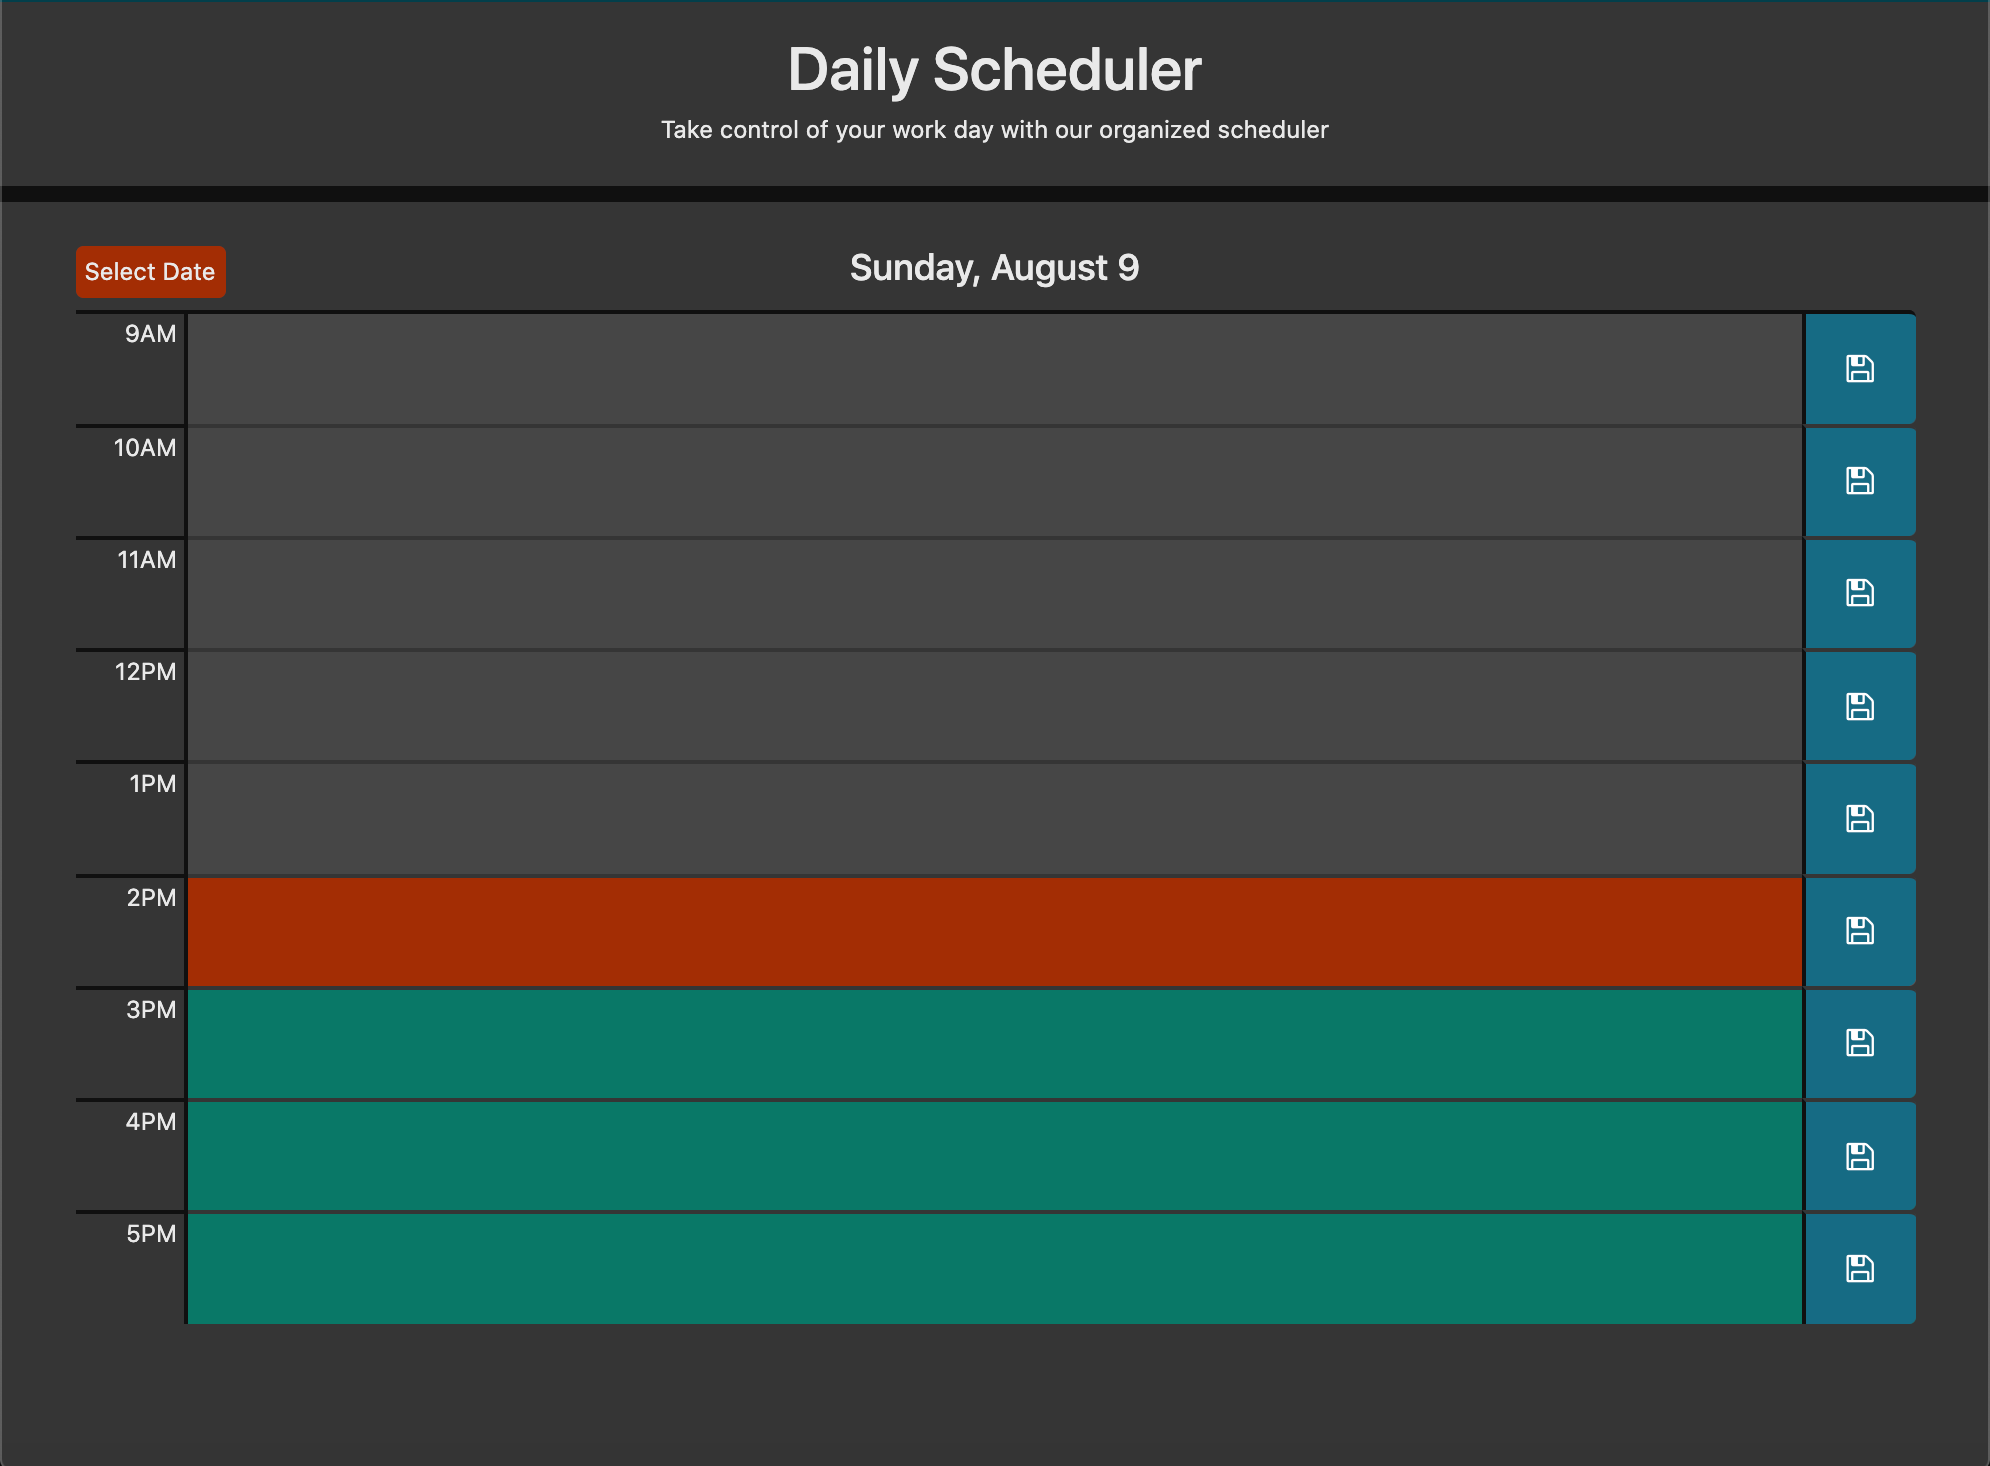 Daily Scheduler
Take control of your work day with our organized scheduler
Select Date
Sunday, August 9
9AM
10AM
11AM
12PM
1PM
2PM
3PM
4PM
5PM